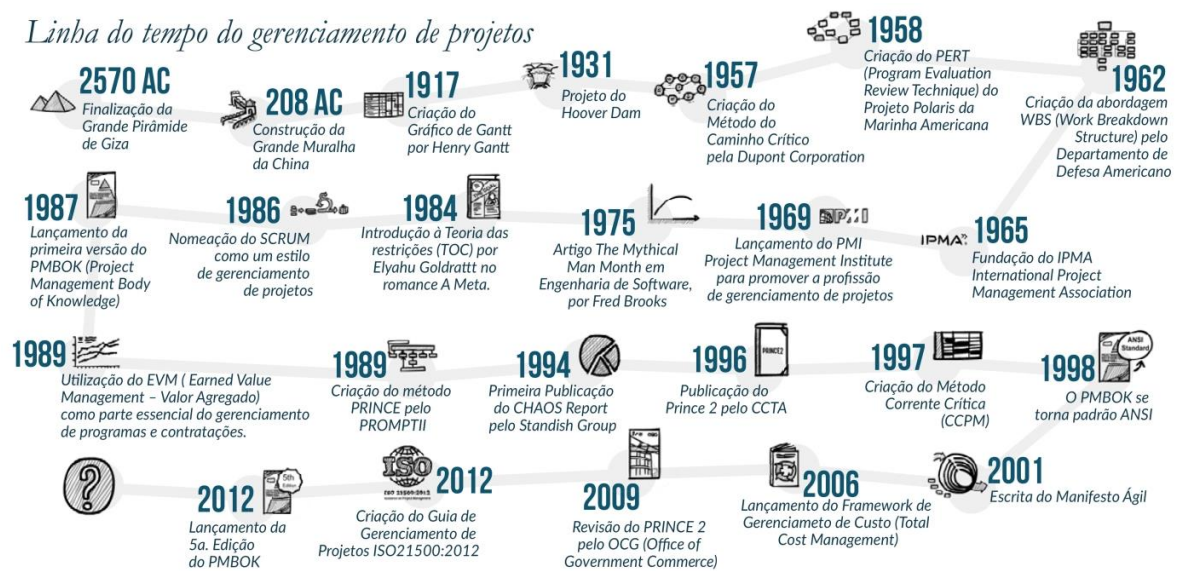 Linha do tempo do gerenciamento de projetos
2570 AC
Finalização da
Grande Pirâmide
de Giza
208 AC
Construção da
Grande Muralha
da China
1917
Criação do
Gráfico de Gantt
por Henry Gantt
1931
Projeto do
Hoover Dam
1957
Criação do
Método do
Caminho Crítico
pela Dupont Corporation
1958
Criação do PERT
(Program Evaluation
Review Technique) do
Projeto Polaris da
Marinha Americana
1962
Criação da abordagem
WBS (Work Breakdown
Structure) pelo
Departamento de
Defesa Americano
IPMA
1965
Fundação do IPMA
International Project
Management Association
1969
PMI
Lançamento do PMI
Project Management Institute
para promover a profissão
de gerenciamento de projetos
1975
Artigo The Mythical
Man Month em
Engenharia de Software,
por Fred Brooks
1984
Introdução à Teoria das
restrições (TOC) por
Elyahu Goldrattt no
romance A Meta.
1986
Nomeação do SCRUM
como um estilo
de gerenciamento
de projetos
1987
Lançamento da
primeira versão do
PMBOK (Project
Management Body
of Knowledge)
1989
Utilização do EVM ( Earned Value
Management – Valor Agregado)
como parte essencial do gerenciamento
de programas e contratações.
1989
Criação do método
PRINCE pelo
PROMPTII
1994
Primeira Publicação
do CHAOS Report
pelo Standish Group
1996
PRINCE2
Publicação do
Prince 2 pelo CCTA
1997
Criação do Método
Corrente Crítica
(CCPM)
1998
ANSI
Standard
O PMBOK se
torna padrão ANSI
2001
Escrita do Manifesto Ágil
2006
Lançamento do Framework de
Gerenciameto de Custo (Total
Cost Management)
2009
Revisão do PRINCE 2
pelo OCG (Office of
Government Commerce)
ISO
ISO 21500:2012
2012
Criação do Guia de
Gerenciamento de
Projetos ISO21500:2012
2012
5th
Edition
Lançamento da
5a. Edição
do PMBOK
?